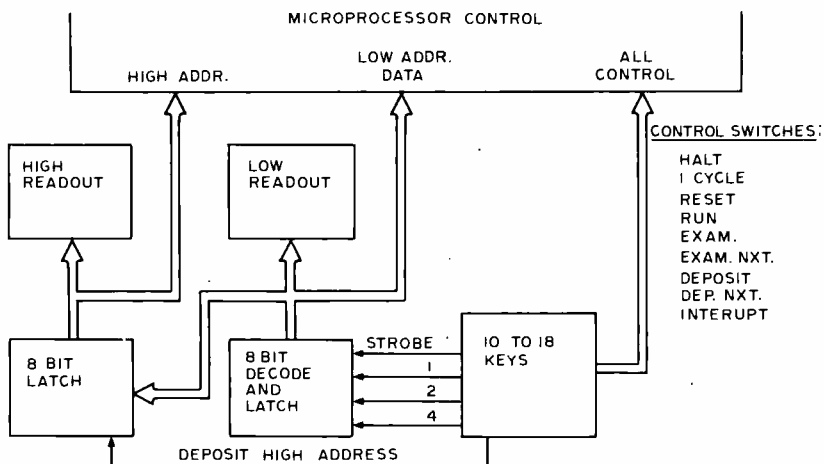 MICROPROCESSOR CONTROL
HIGH ADDR.
LOW ADDR.
DATA
ALL
CONTROL
CONTROL SWITCHES:
HALT
1 CYCLE
RESET
RUN
EXAM.
EXAM. NXT.
DEPOSIT
DEP. NXT.
INTERUPT
HIGH
READOUT
LOW
READOUT
8 BIT
LATCH
8 BIT
DECODE
AND
LATCH
STROBE
1
2
4
10 TO 18
KEYS
DEPOSIT HIGH ADDRESS